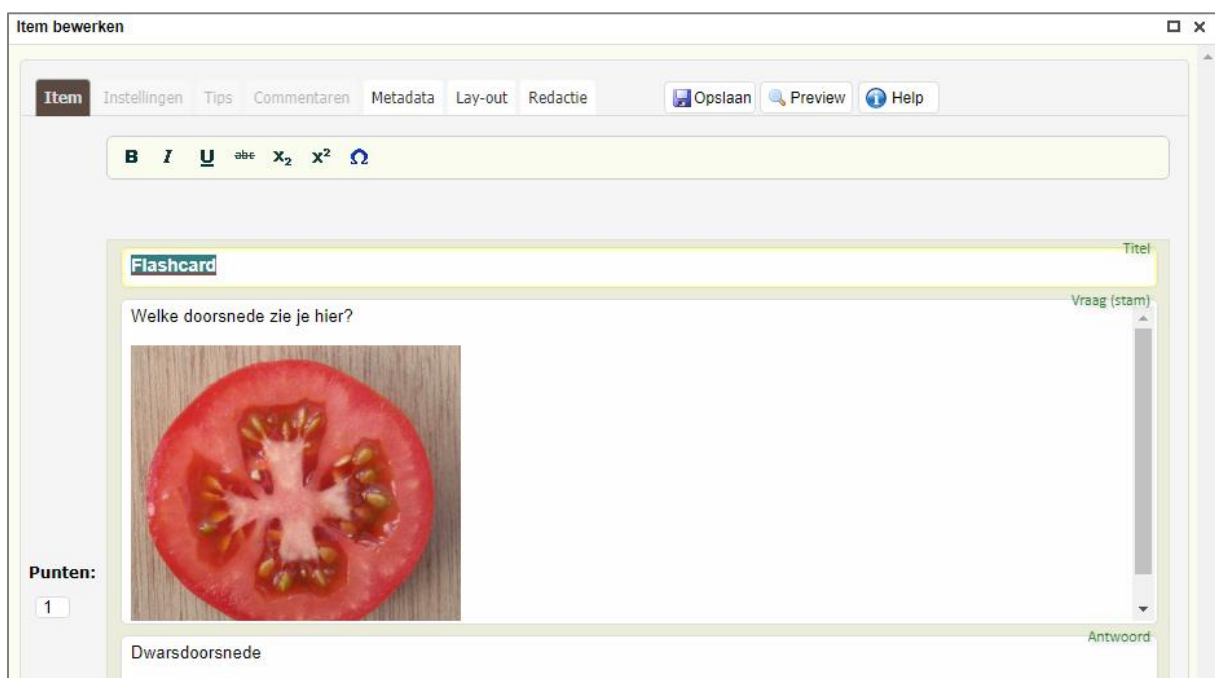 Item bewerken
Item Instellingen Tips Commentaren Metadata Lay-out Redactie Opslaan Preview Help
B I U abc X₂ X² Ω
Titel
Flashcard
Vraag (stam)
Welke doorsnede zie je hier?
Punten:
1
Antwoord
Dwarsdoorsnede